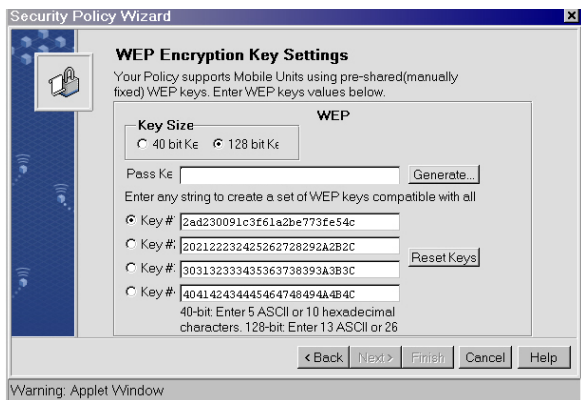 Security Policy Wizard
WEP Encryption Key Settings
Your Policy supports Mobile Units using pre-shared(manually
fixed) WEP keys. Enter WEP keys values below.
WEP
Key Size
40 bit Ke 128 bit Ke
Pass Ke Generate...
Enter any string to create a set of WEP keys compatible with all
Key # 2ad230091c3f61a2be773fe54c
Key # 202122232425262728292A2B2C
Key # 303132333435363738393A3B3C
Key # 404142434445464748494A4B4C
Reset Keys
40-bit: Enter 5 ASCII or 10 hexadecimal
characters. 128-bit: Enter 13 ASCII or 26
< Back Next > Finish Cancel Help
Warning: Applet Window